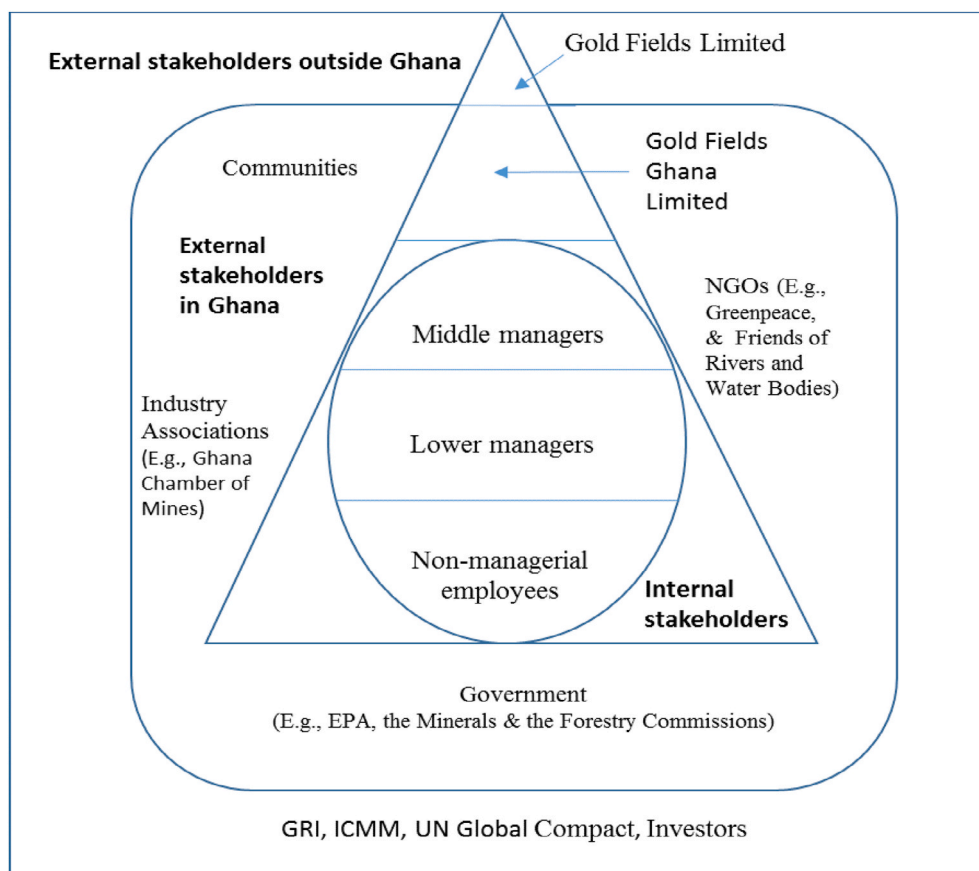 External stakeholders outside Ghana
Gold Fields Limited
Communities
Gold Fields
Ghana
Limited
External
stakeholders
in Ghana
NGOs (E.g.,
Greenpeace,
& Friends of
Rivers and
Water Bodies)
Middle managers
Industry
Associations
(E.g., Ghana
Chamber of
Mines)
Lower managers
Non-managerial
employees
Internal
stakeholders
Government
(E.g., EPA, the Minerals & the Forestry Commissions)
GRI, ICMM, UN Global Compact, Investors